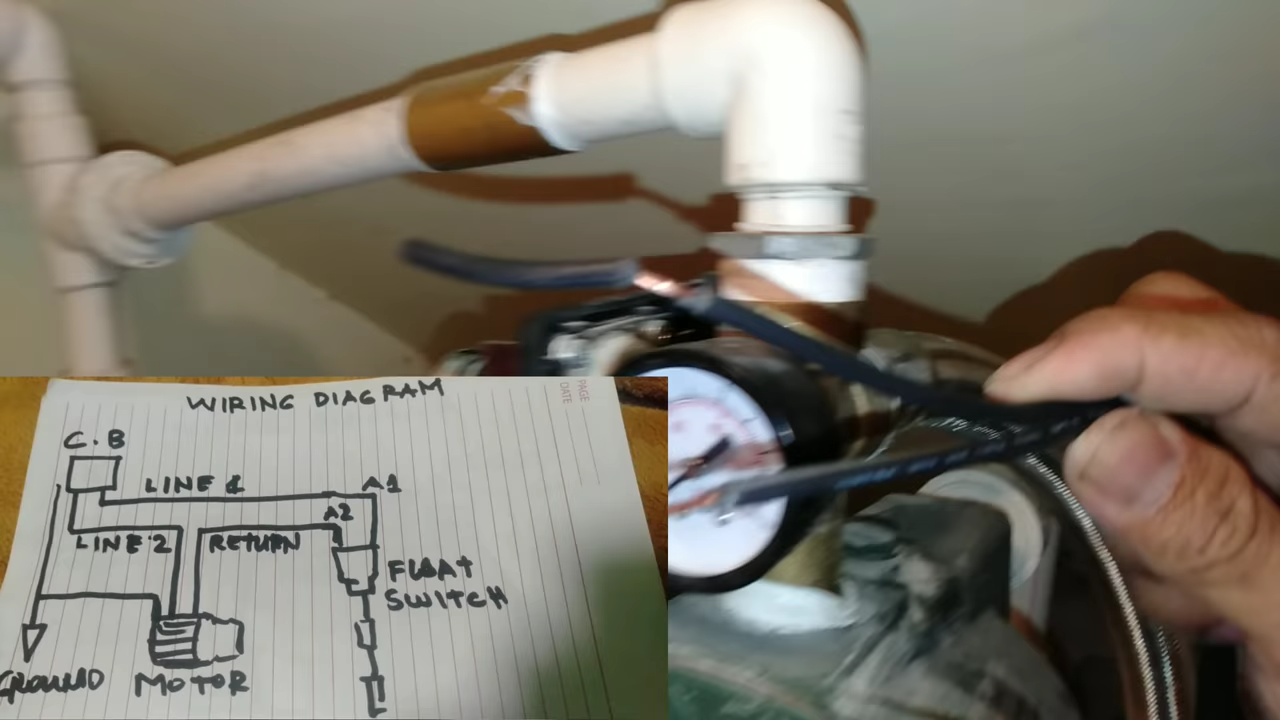 WIRING DIAGRAM
PAGE
DATE
C.B
LINE 1
A1
A2
LINE 2
RETURN
FLOAT
SWITCH
GROUND
MOTOR